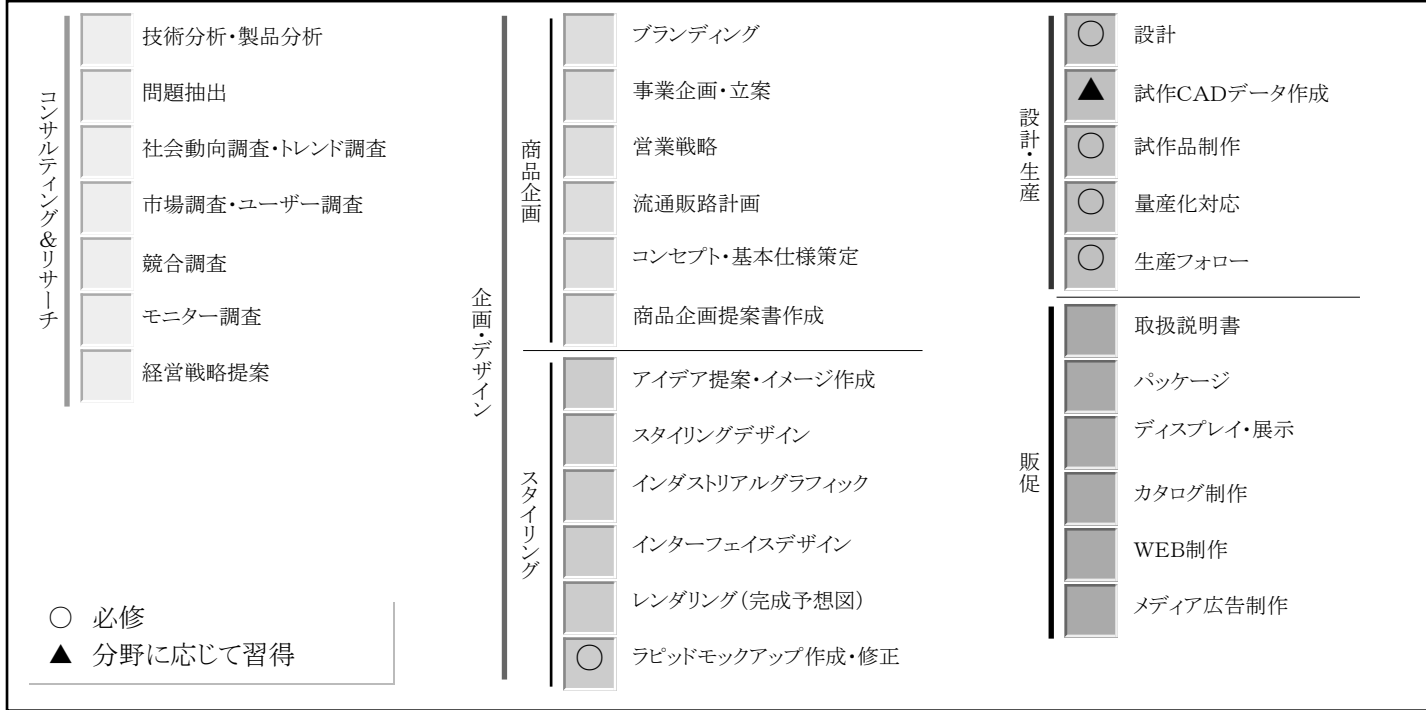 コンサルティング&リサーチ
技術分析・製品分析
問題抽出
社会動向調査・トレンド調査
市場調査・ユーザー調査
競合調査
モニター調査
経営戦略提案
企画・デザイン
商品企画
ブランディング
事業企画・立案
営業戦略
流通販路計画
コンセプト・基本仕様策定
商品企画提案書作成
スタイリング
アイデア提案・イメージ作成
スタイリングデザイン
インダストリアルグラフィック
インターフェイスデザイン
レンダリング(完成予想図)
○ ラピッドモックアップ作成・修正
設計・生産
○ 設計
▲ 試作CADデータ作成
○ 試作品制作
○ 量産化対応
○ 生産フォロー
販促
取扱説明書
パッケージ
ディスプレイ・展示
カタログ制作
WEB制作
メディア広告制作
○ 必修
▲ 分野に応じて習得